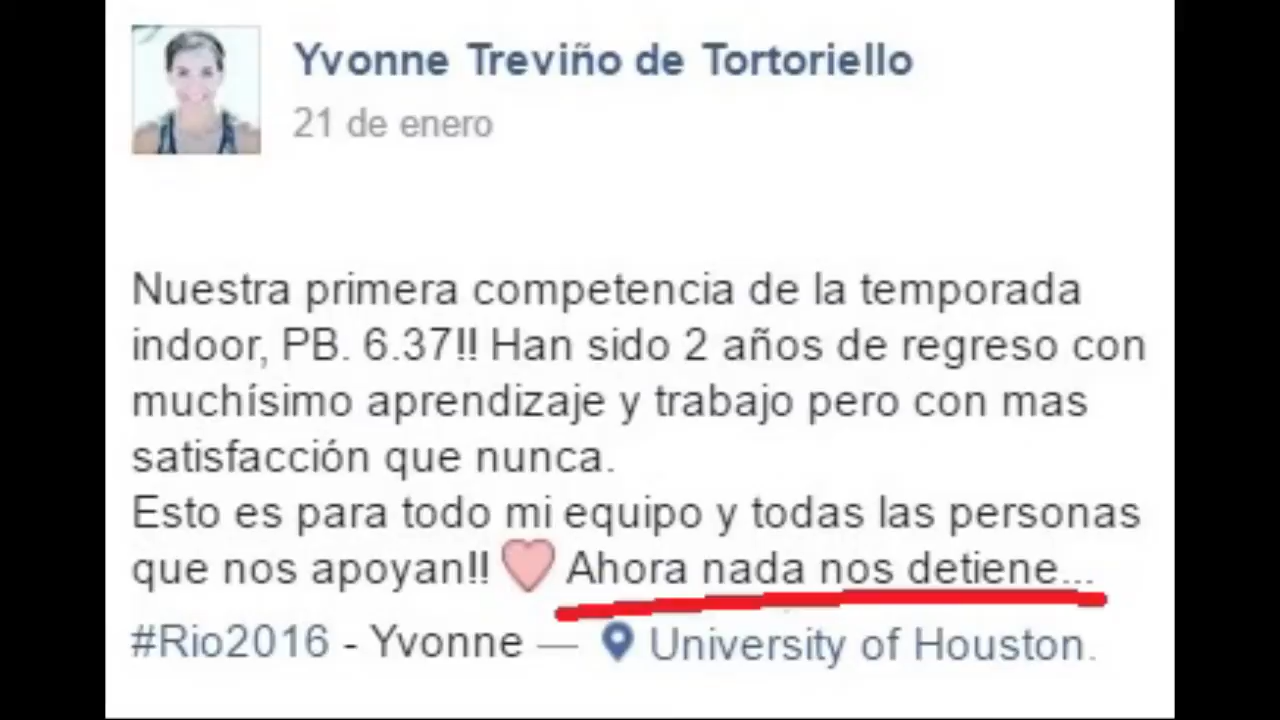 Yvonne Treviño de Tortoriello
21 de enero
Nuestra primera competencia de la temporada
indoor, PB. 6.37!! Han sido 2 años de regreso con
muchísimo aprendizaje y trabajo pero con mas
satisfacción que nunca.
Esto es para todo mi equipo y todas las personas
que nos apoyan!! Ahora nada nos detiene...
#Rio2016 - Yvonne — University of Houston.